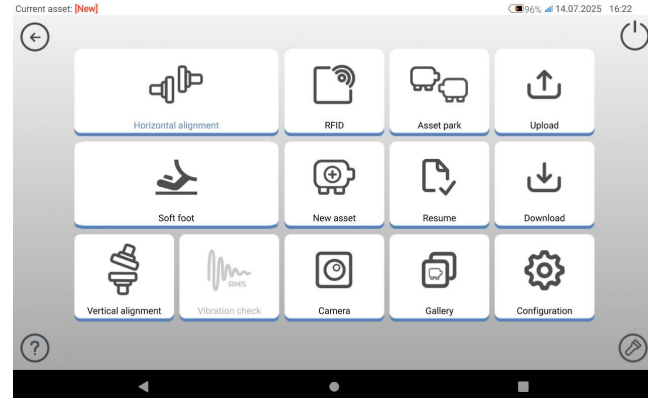 Current asset: [New]
96% 14.07.2025 16:22
Horizontal alignment
RFID
Asset park
Upload
Soft foot
New asset
Resume
Download
RMS
Vertical alignment
Vibration check
Camera
Gallery
Configuration
?